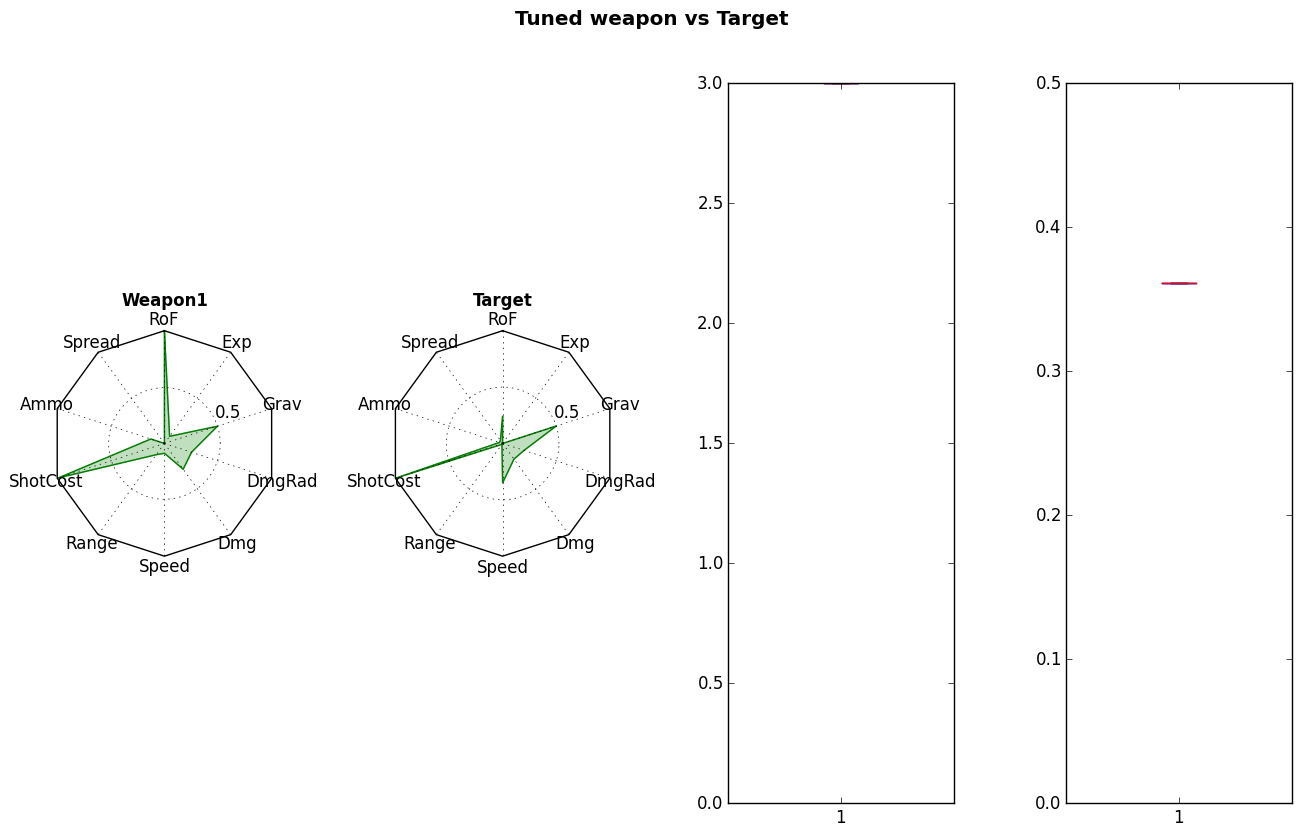 Tuned weapon vs Target
Weapon1
RoF
Exp
Grav
DmgRad
Dmg
Speed
Range
ShotCost
Ammo
Spread
0.5
Target
RoF
Exp
Grav
DmgRad
Dmg
Speed
Range
ShotCost
Ammo
Spread
0.5
3.0
2.5
2.0
1.5
1.0
0.5
0.0
1
0.5
0.4
0.3
0.2
0.1
0.0
1